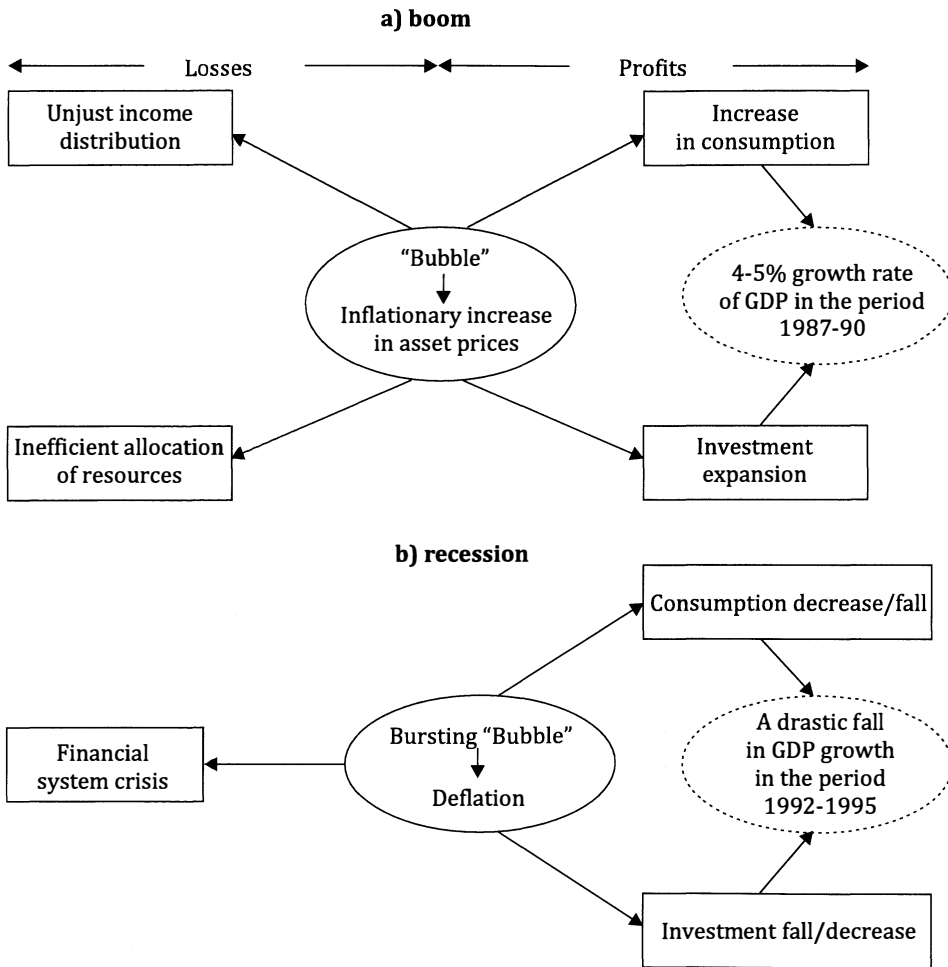 a) boom
Losses
Profits
Unjust income
distribution
Increase
in consumption
“Bubble”
Inflationary increase
in asset prices
4-5% growth rate
of GDP in the period
1987-90
Inefficient allocation
of resources
Investment
expansion
b) recession
Consumption decrease/fall
Financial
system crisis
Bursting “Bubble”
Deflation
A drastic fall
in GDP growth
in the period
1992-1995
Investment fall/decrease